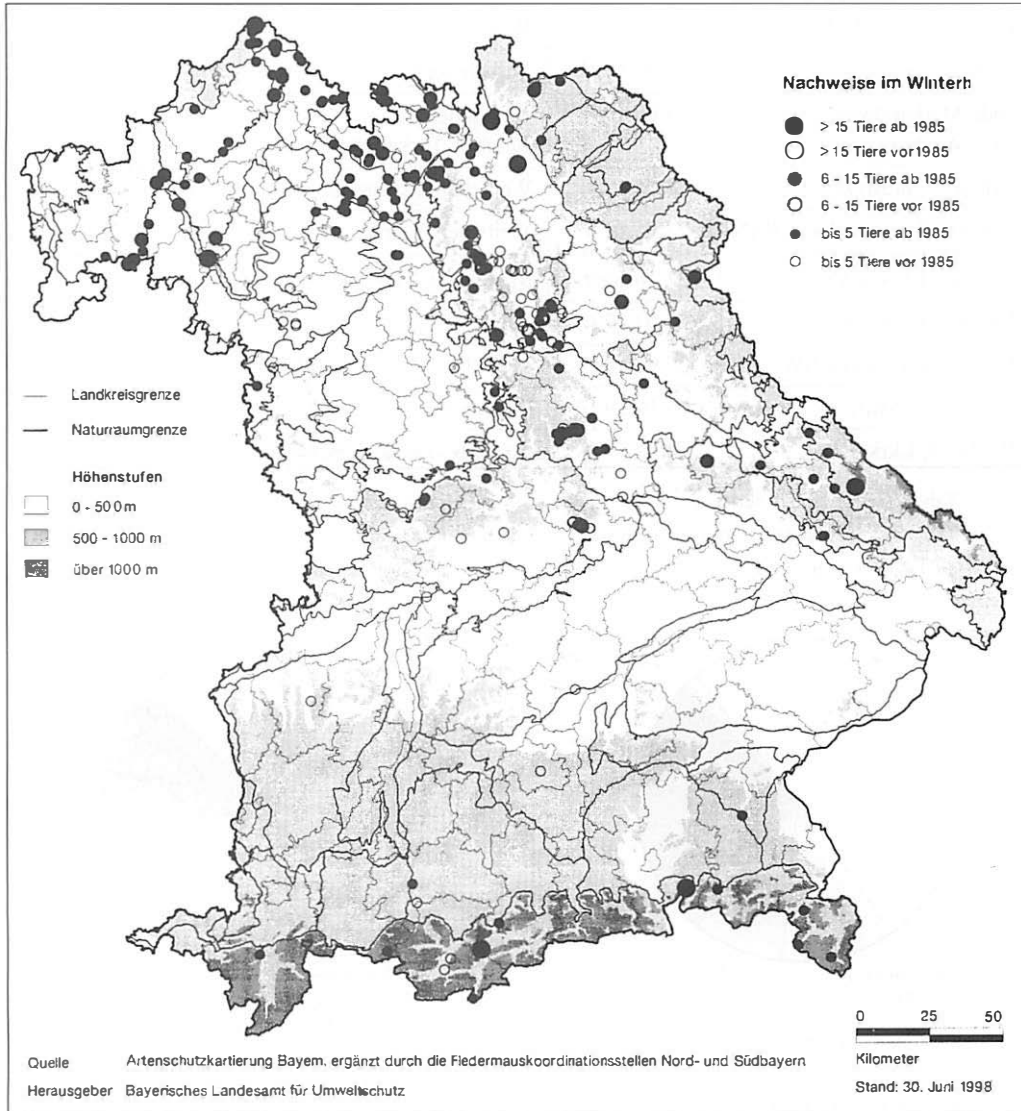 Nachweise im Winterh
> 15 Tiere ab 1985
> 15 Tiere vor 1985
6 - 15 Tiere ab 1985
6 - 15 Tiere vor 1985
bis 5 Tiere ab 1985
bis 5 Tiere vor 1985
Landkreisgrenze
Naturraumgrenze
Höhenstufen
0 - 500 m
500 - 1000 m
über 1000 m
0 25 50
Kilometer
Quelle Artenschutzkartierung Bayern, ergänzt durch die Fledermauskoordinationsstellen Nord- und Südbayern
Herausgeber Bayerisches Landesamt für Umweltschutz
Stand: 30. Juni 1998